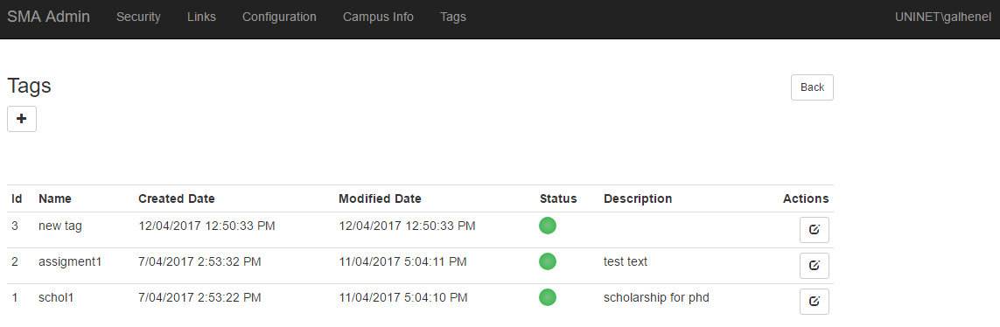 SMA Admin Security Links Configuration Campus Info Tags UNINET\galhenel
Tags Back
Id Name Created Date Modified Date Status Description Actions
3 new tag 12/04/2017 12:50:33 PM 12/04/2017 12:50:33 PM
2 assigment1 7/04/2017 2:53:32 PM 11/04/2017 5:04:11 PM test text
1 schol1 7/04/2017 2:53:22 PM 11/04/2017 5:04:10 PM scholarship for phd